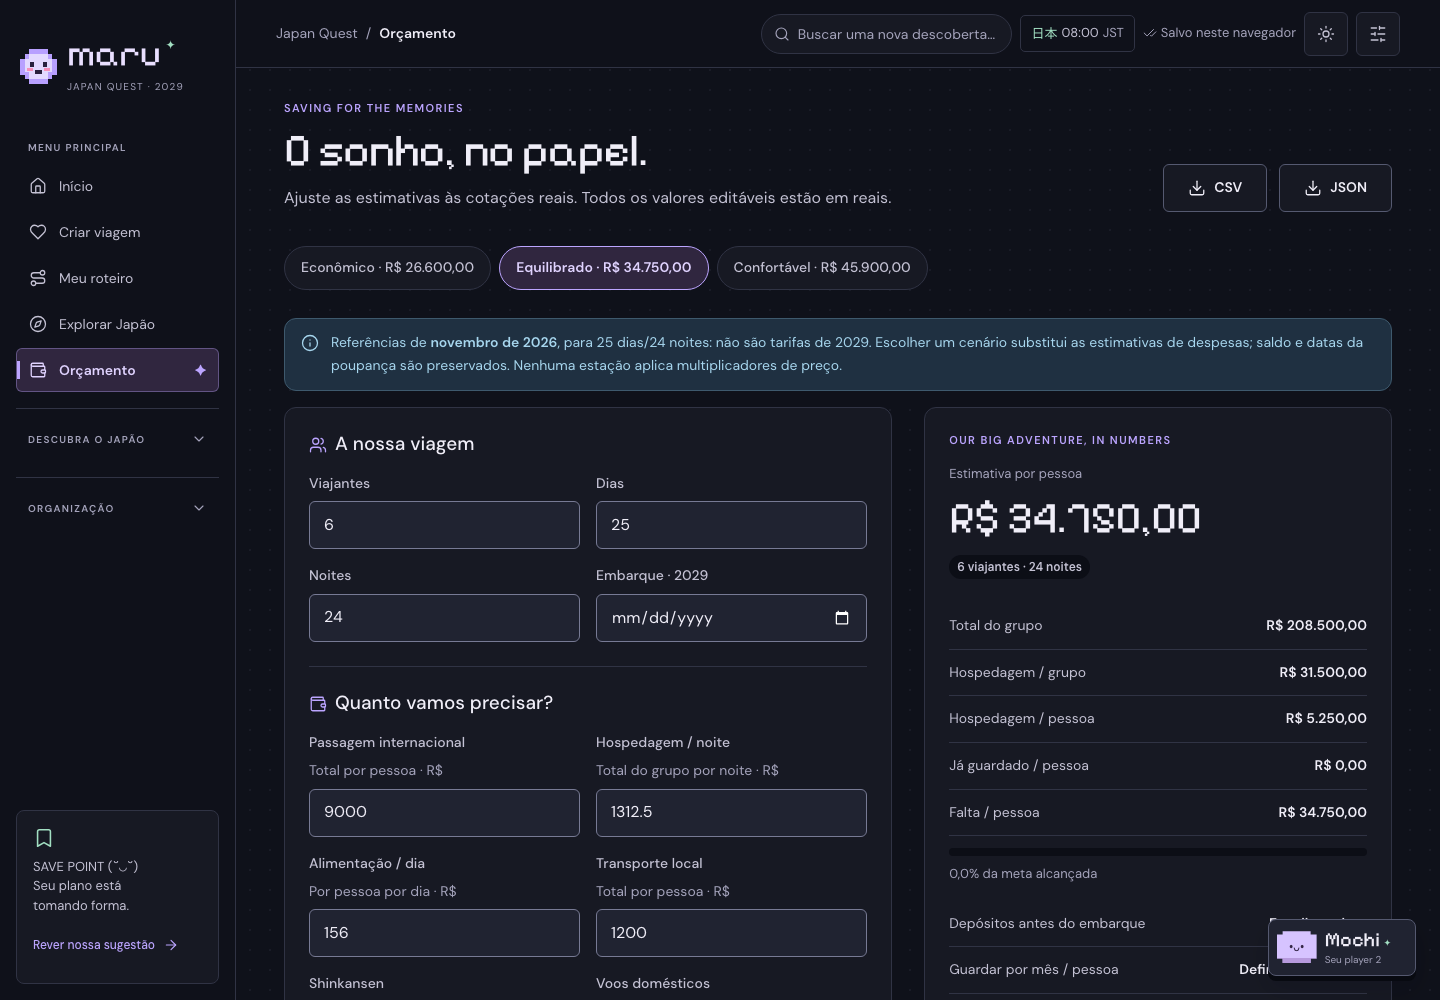 maru
JAPAN QUEST · 2029
MENU PRINCIPAL
Início
Criar viagem
Meu roteiro
Explorar Japão
Orçamento
DESCUBRA O JAPÃO
ORGANIZAÇÃO
SAVE POINT (˘◡˘)
Seu plano está
tomando forma.
Rever nossa sugestão
Japan Quest / Orçamento
Buscar uma nova descoberta...
日本 08:00 JST
Salvo neste navegador
SAVING FOR THE MEMORIES
O sonho, no papel.
Ajuste as estimativas às cotações reais. Todos os valores editáveis estão em reais.
CSV
JSON
Econômico · R$ 26.600,00
Equilibrado · R$ 34.750,00
Confortável · R$ 45.900,00
Referências de novembro de 2026, para 25 dias/24 noites: não são tarifas de 2029. Escolher um cenário substitui as estimativas de despesas; saldo e datas da
poupança são preservados. Nenhuma estação aplica multiplicadores de preço.
A nossa viagem
Viajantes
Dias
6
25
Noites
Embarque · 2029
24
mm/dd/yyyy
Quanto vamos precisar?
Passagem internacional
Hospedagem / noite
Total por pessoa · R$
Total do grupo por noite · R$
9000
1312.5
Alimentação / dia
Transporte local
Por pessoa por dia · R$
Total por pessoa · R$
156
1200
Shinkansen
Voos domésticos
OUR BIG ADVENTURE, IN NUMBERS
Estimativa por pessoa
R$ 34.750,00
6 viajantes · 24 noites
Total do grupo R$ 208.500,00
Hospedagem / grupo R$ 31.500,00
Hospedagem / pessoa R$ 5.250,00
Já guardado / pessoa R$ 0,00
Falta / pessoa R$ 34.750,00
0,0% da meta alcançada
Depósitos antes do embarque
Guardar por mês / pessoa
Mochi
Seu player 2